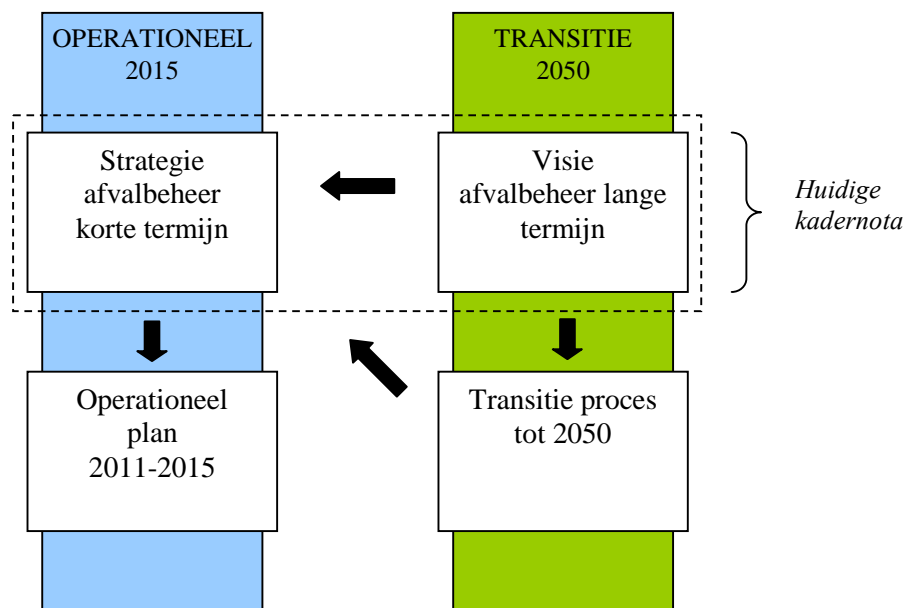 OPERATIONEEL
2015
TRANSITIE
2050
Strategie
afvalbeheer
korte termijn
Visie
afvalbeheer lange
termijn
Huidige
kadernota
Operationeel
plan
2011-2015
Transitie proces
tot 2050